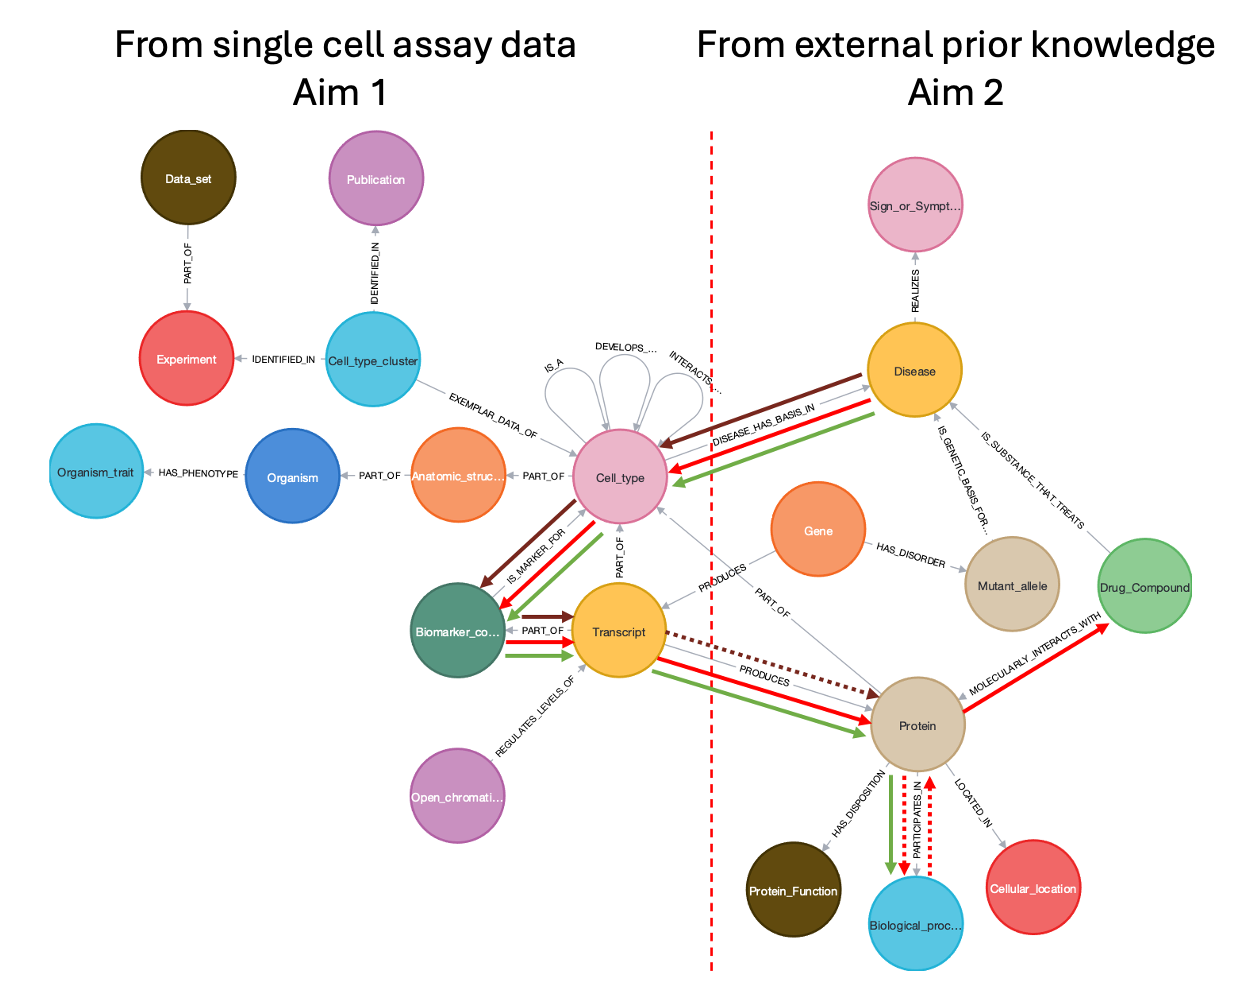 From single cell assay data
Aim 1
From external prior knowledge
Aim 2
Data_set
Publication
Sign_or_Sympt...
PART_OF
IDENTIFIED_IN
REALIZES
Experiment
IDENTIFIED_IN
Cell_type_cluster
IS_A
DEVELOPS_...
INTERACTS_...
Disease
EXEMPLAR_DATA_OF
DISEASE_HAS_BASIS_IN
IS_GENETIC_BASIS_FOR...
IS_SUBSTANCE_THAT_TREATS
Organism_trait
HAS_PHENOTYPE
Organism
PART_OF
Anatomic_struc...
PART_OF
Cell_type
Gene
HAS_DISORDER
Mutant_allele
Drug_Compound
IS_MARKER_FOR
PART_OF
PRODUCES
PART_OF
Biomarker_co...
PART_OF
Transcript
PRODUCES
MOLECULARLY_INTERACTS_WITH
Protein
REGULATES_LEVELS_OF
Open_chromati...
HAS_DISPOSITION
PARTICIPATES_IN
LOCATED_IN
Protein_Function
Biological_proc...
Cellular_location